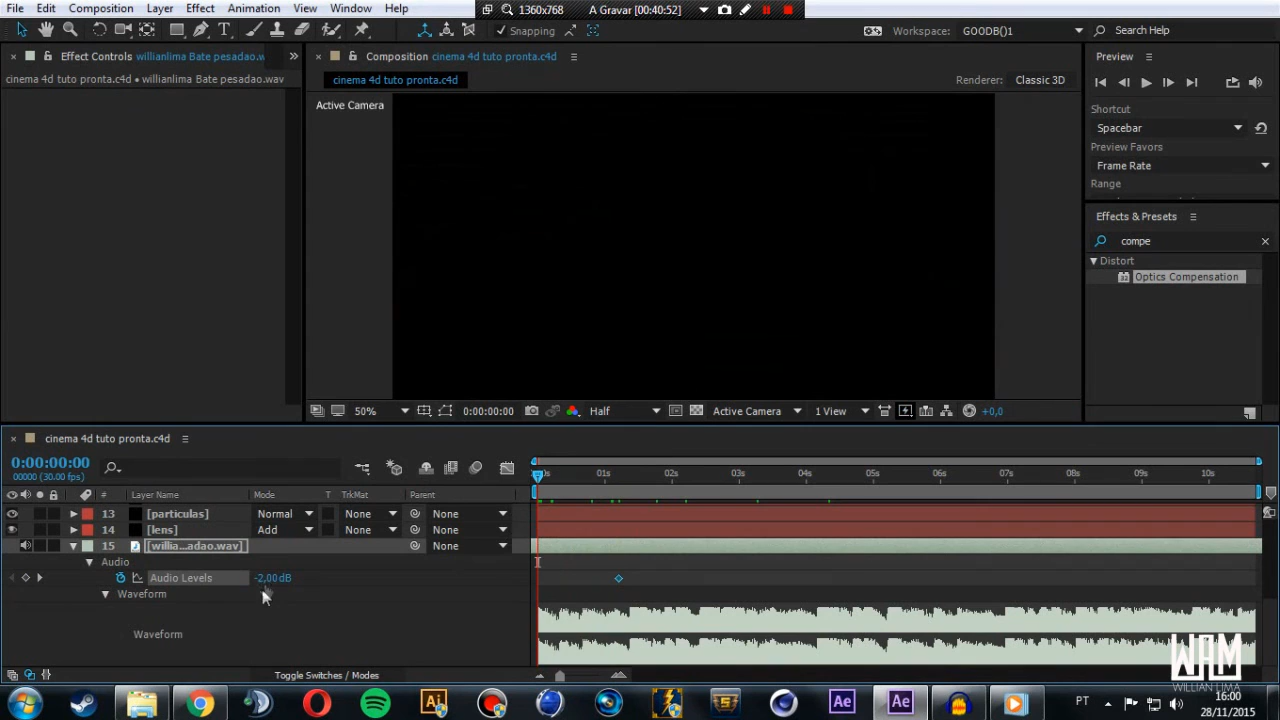 File Edit Composition Layer Effect Animation View Window Help
1360x768 A Gravar [00:40:52]
Snapping Workspace: GOODB()1 Search Help
Effect Controls willianlima Bate pesadao.w
cinema 4d tuto pronta.c4d • willianlima Bate pesadao.wav
Composition cinema 4d tuto pronta.c4d
cinema 4d tuto pronta.c4d Renderer: Classic 3D
Active Camera
Preview
Shortcut
Spacebar
Preview Favors
Frame Rate
Range
Effects & Presets
compe
Distort
32 Optics Compensation
50% 0:00:00:00 Half Active Camera 1 View +0,0
cinema 4d tuto pronta.c4d
0:00:00:00
00000 (30.00 fps)
0s 01s 02s 03s 04s 05s 06s 07s 08s 09s 10s
# Layer Name Mode T TrkMat Parent
13 [particulas] Normal None None
14 [lens] Add None None
15 [willia...adao.wav] None
Audio
Audio Levels -2,00dB
Waveform
Waveform
Toggle Switches / Modes
WILLIAN LIMA
Ai Ae Ae
PT 16:00
28/11/2015